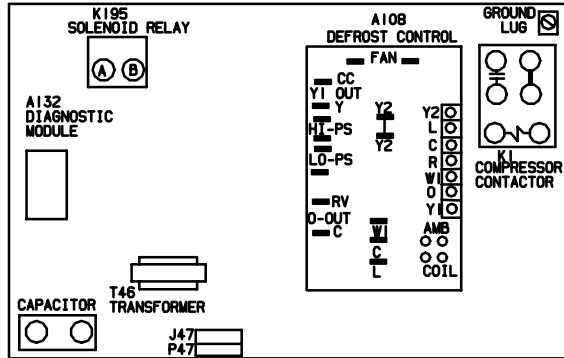 K195
SOLENOID RELAY
A B
A132
DIAGNOSTIC
MODULE
T46
TRANSFORMER
CAPACITOR
J47
P47
A108
DEFROST CONTROL
FAN
CC
Y1 OUT
Y
HI-PS
LO-PS
RV
O-OUT
C
Y2
Y2
W1
C
L
Y2
L
C
R
W1
O
Y1
AMB
COIL
GROUND
LUG
K1
COMPRESSOR
CONTACTOR